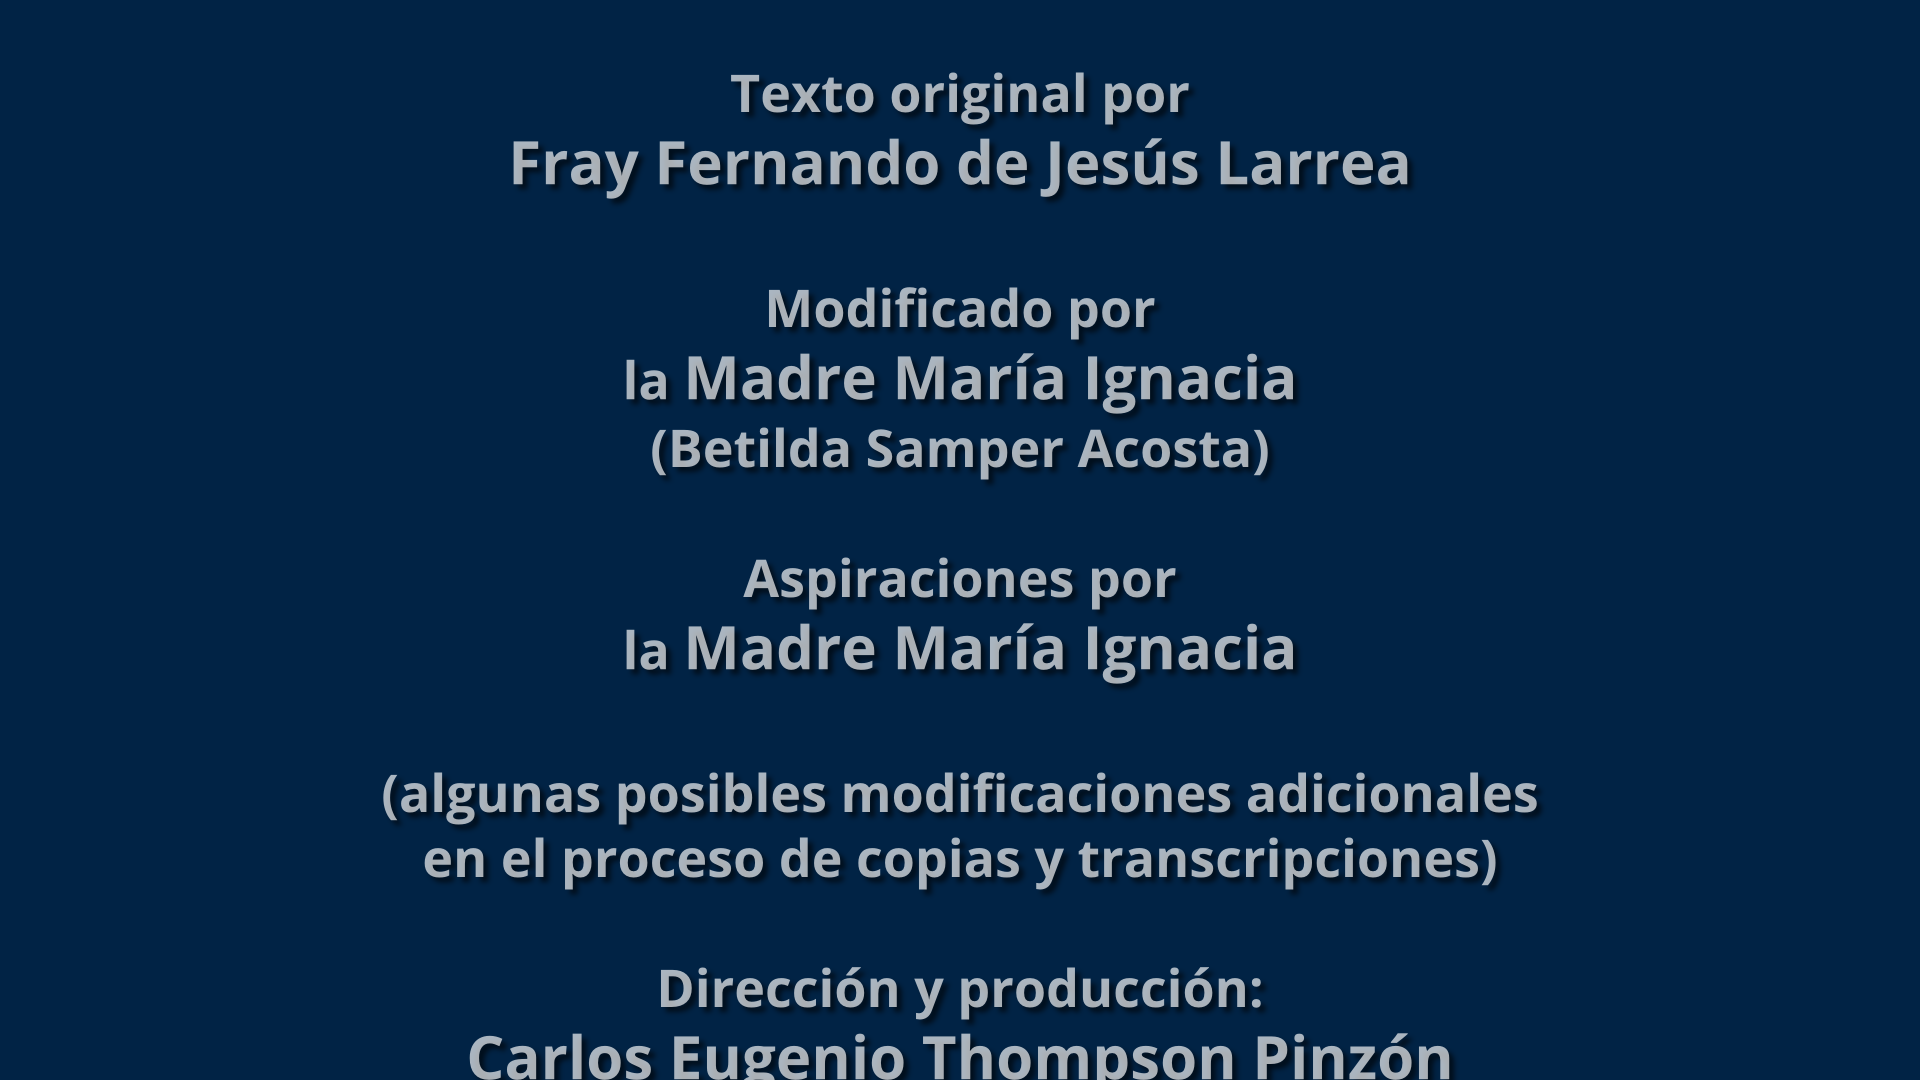 Texto original por
Fray Fernando de Jesús Larrea
Modificado por
la Madre María Ignacia
(Betilda Samper Acosta)
Aspiraciones por
la Madre María Ignacia
(algunas posibles modificaciones adicionales
en el proceso de copias y transcripciones)
Dirección y producción:
Carlos Eugenio Thompson Pinzón